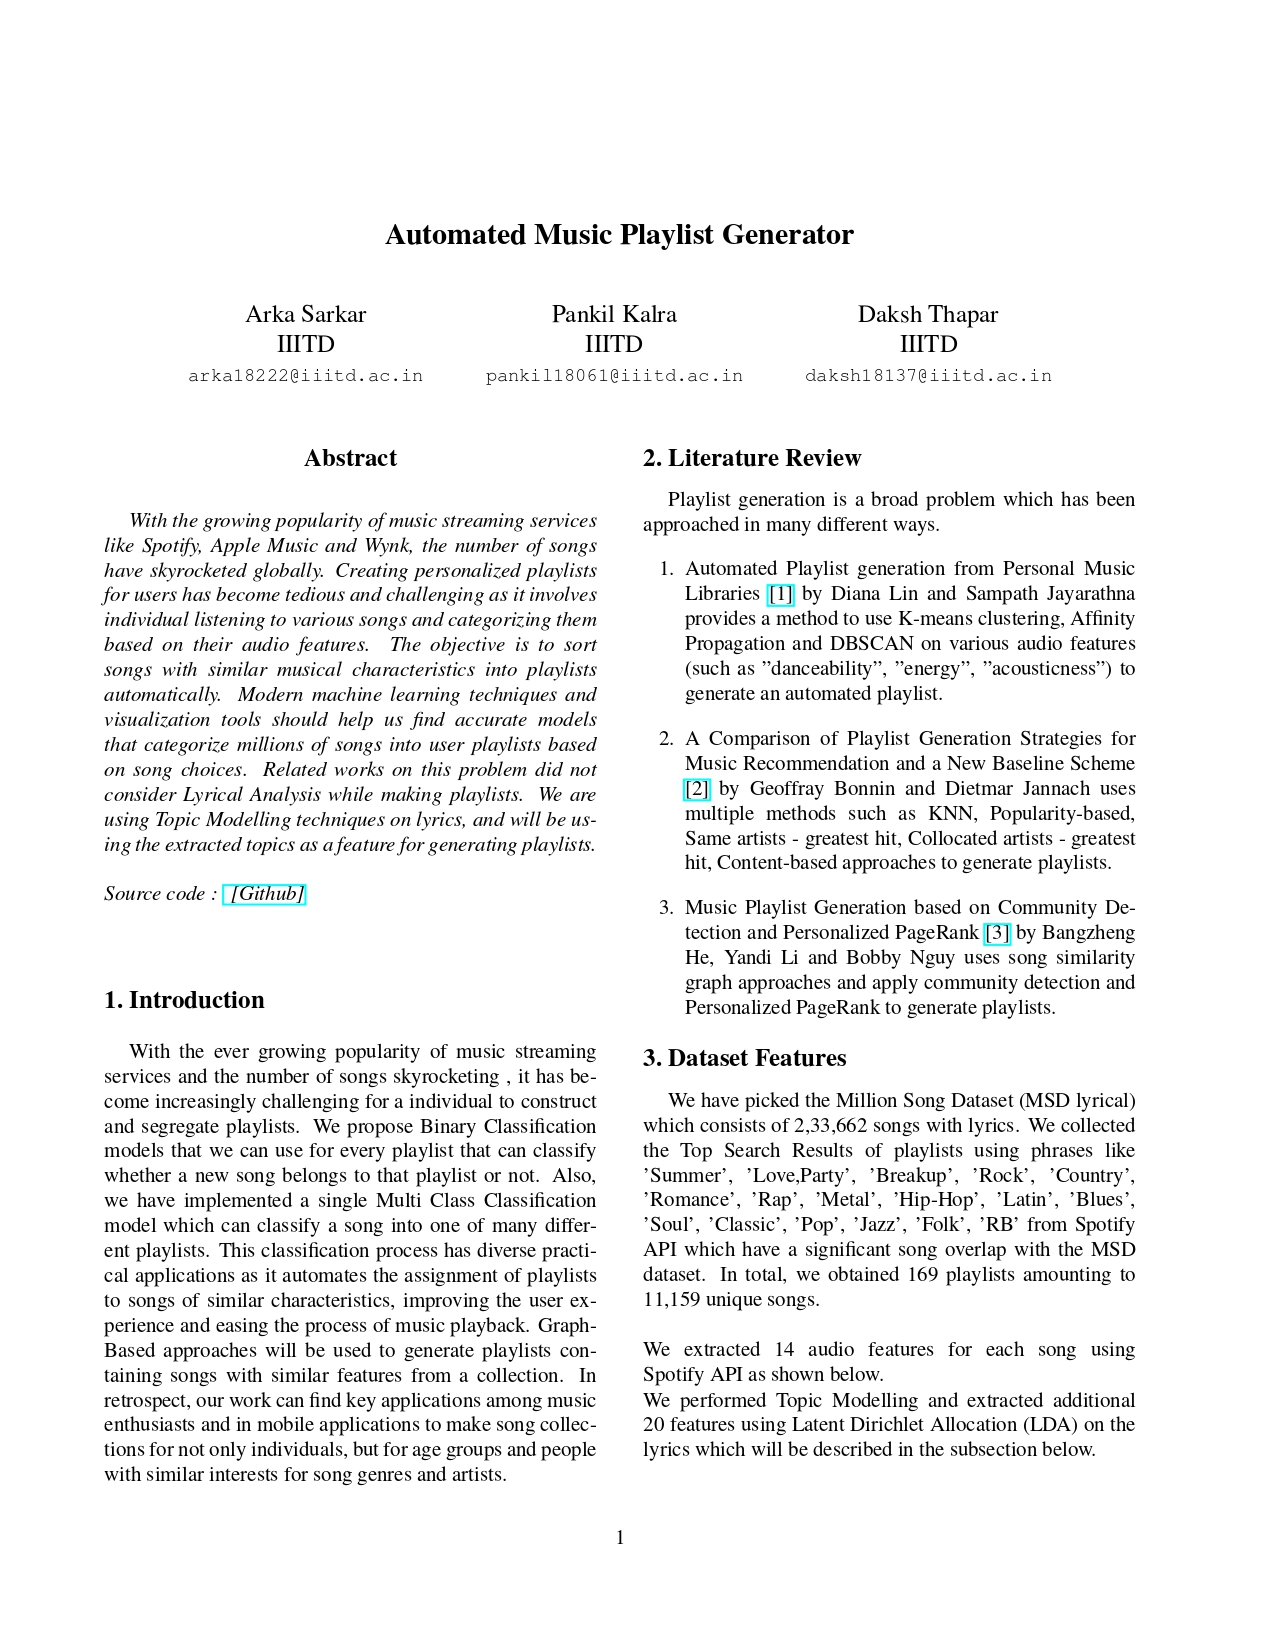 Automated Music Playlist Generator
Arka Sarkar
IIITD
arka18222@iiitd.ac.in
Pankil Kalra
IIITD
pankil18061@iiitd.ac.in
Daksh Thapar
IIITD
daksh18137@iiitd.ac.in
Abstract
With the growing popularity of music streaming services
like Spotify, Apple Music and Wynk, the number of songs
have skyrocketed globally. Creating personalized playlists
for users has become tedious and challenging as it involves
individual listening to various songs and categorizing them
based on their audio features. The objective is to sort
songs with similar musical characteristics into playlists
automatically. Modern machine learning techniques and
visualization tools should help us find accurate models
that categorize millions of songs into user playlists based
on song choices. Related works on this problem did not
consider Lyrical Analysis while making playlists. We are
using Topic Modelling techniques on lyrics, and will be us-
ing the extracted topics as a feature for generating playlists.
Source code : [Github]
1. Introduction
With the ever growing popularity of music streaming
services and the number of songs skyrocketing , it has be-
come increasingly challenging for a individual to construct
and segregate playlists. We propose Binary Classification
models that we can use for every playlist that can classify
whether a new song belongs to that playlist or not. Also,
we have implemented a single Multi Class Classification
model which can classify a song into one of many differ-
ent playlists. This classification process has diverse practi-
cal applications as it automates the assignment of playlists
to songs of similar characteristics, improving the user ex-
perience and easing the process of music playback. Graph-
Based approaches will be used to generate playlists con-
taining songs with similar features from a collection. In
retrospect, our work can find key applications among music
enthusiasts and in mobile applications to make song collec-
tions for not only individuals, but for age groups and people
with similar interests for song genres and artists.
2. Literature Review
Playlist generation is a broad problem which has been
approached in many different ways.
1. Automated Playlist generation from Personal Music
Libraries [1] by Diana Lin and Sampath Jayarathna
provides a method to use K-means clustering, Affinity
Propagation and DBSCAN on various audio features
(such as ”danceability”, ”energy”, ”acousticness”) to
generate an automated playlist.
2. A Comparison of Playlist Generation Strategies for
Music Recommendation and a New Baseline Scheme
[2] by Geoffray Bonnin and Dietmar Jannach uses
multiple methods such as KNN, Popularity-based,
Same artists - greatest hit, Collocated artists - greatest
hit, Content-based approaches to generate playlists.
3. Music Playlist Generation based on Community De-
tection and Personalized PageRank [3] by Bangzheng
He, Yandi Li and Bobby Nguy uses song similarity
graph approaches and apply community detection and
Personalized PageRank to generate playlists.
3. Dataset Features
We have picked the Million Song Dataset (MSD lyrical)
which consists of 2,33,662 songs with lyrics. We collected
the Top Search Results of playlists using phrases like
’Summer’, ’Love,Party’, ’Breakup’, ’Rock’, ’Country’,
’Romance’, ’Rap’, ’Metal’, ’Hip-Hop’, ’Latin’, ’Blues’,
’Soul’, ’Classic’, ’Pop’, ’Jazz’, ’Folk’, ’RB’ from Spotify
API which have a significant song overlap with the MSD
dataset. In total, we obtained 169 playlists amounting to
11,159 unique songs.
We extracted 14 audio features for each song using
Spotify API as shown below.
We performed Topic Modelling and extracted additional
20 features using Latent Dirichlet Allocation (LDA) on the
lyrics which will be described in the subsection below.
1